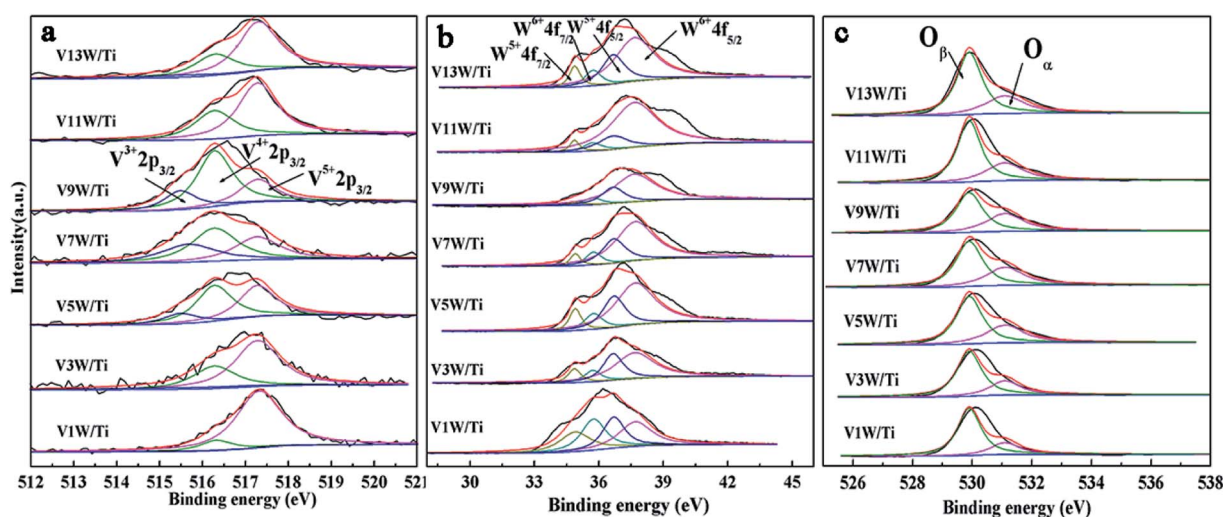 Intensity(a.u.)
a
V13W/Ti
V11W/Ti
V³⁺2p₃/₂
V⁴⁺2p₃/₂
V⁵⁺2p₃/₂
V9W/Ti
V7W/Ti
V5W/Ti
V3W/Ti
V1W/Ti
512 513 514 515 516 517 518 519 520 521
Binding energy (eV)
b
W⁶⁺4f₇/₂
W⁵⁺4f₅/₂
W⁶⁺4f₅/₂
W⁵⁺4f₇/₂
V13W/Ti
V11W/Ti
V9W/Ti
V7W/Ti
V5W/Ti
V3W/Ti
V1W/Ti
30 33 36 39 42 45
Binding energy (eV)
c
Oβ
Oα
V13W/Ti
V11W/Ti
V9W/Ti
V7W/Ti
V5W/Ti
V3W/Ti
V1W/Ti
526 528 530 532 534 536 538
Binding energy (eV)